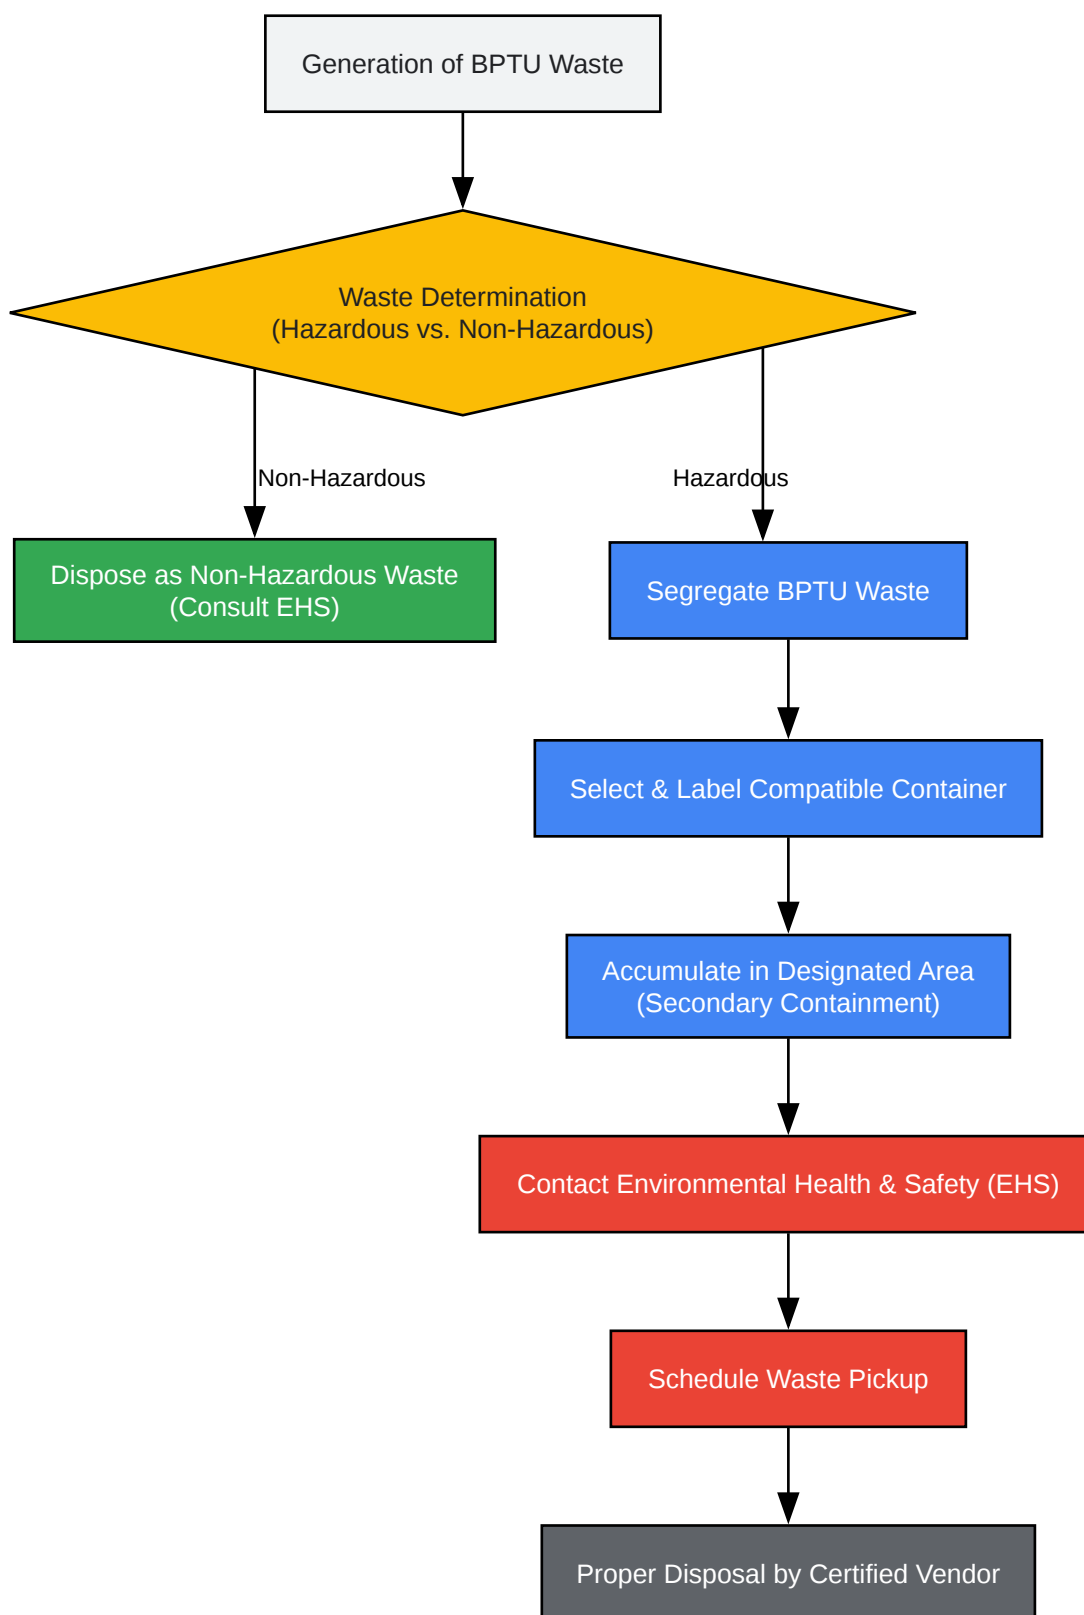 Generation of BPTU Waste
Waste Determination
(Hazardous vs. Non-Hazardous)
Non-Hazardous
Hazardous
Dispose as Non-Hazardous Waste
(Consult EHS)
Segregate BPTU Waste
Select & Label Compatible Container
Accumulate in Designated Area
(Secondary Containment)
Contact Environmental Health & Safety (EHS)
Schedule Waste Pickup
Proper Disposal by Certified Vendor